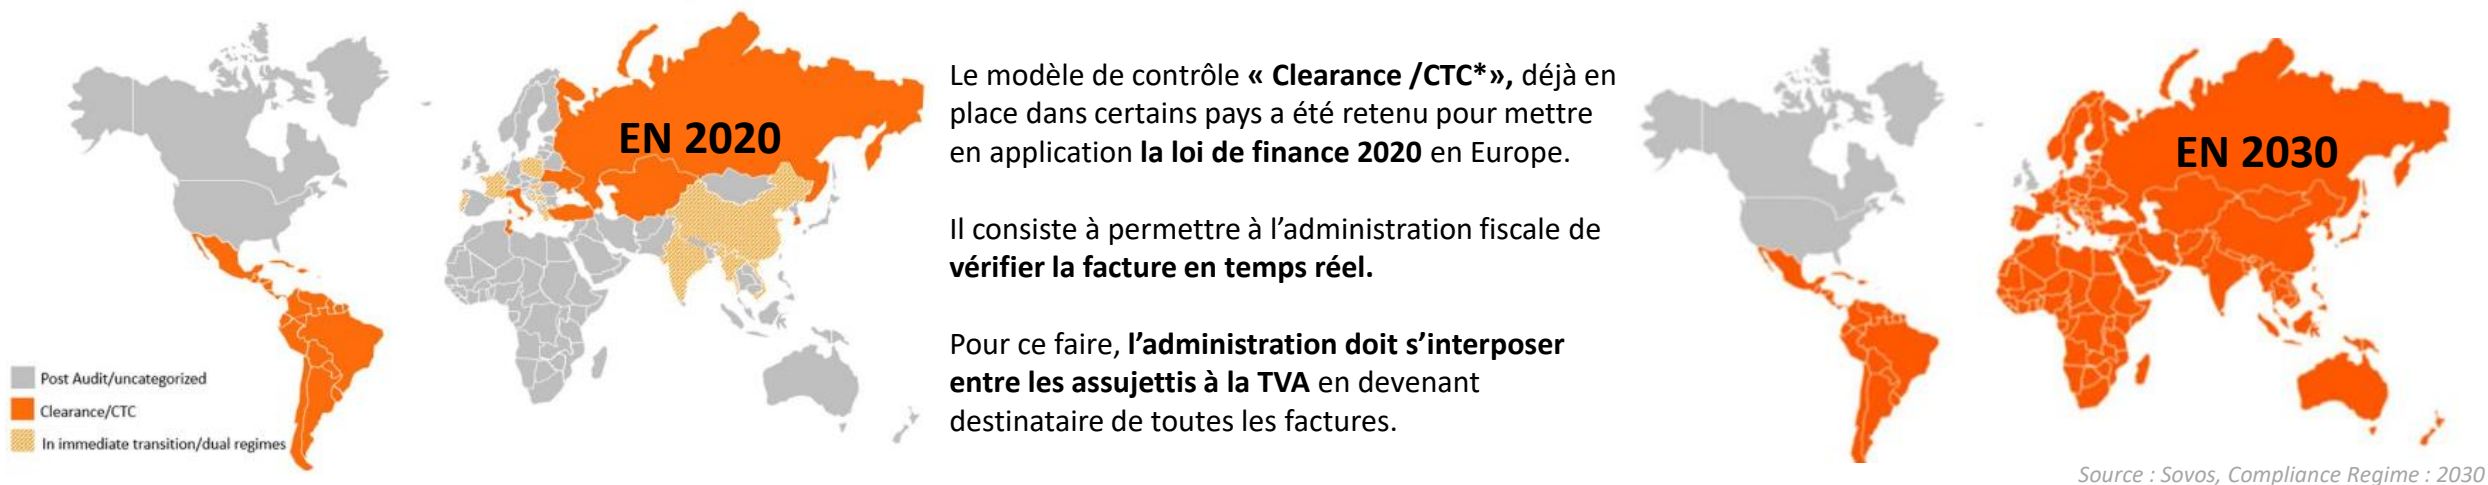 EN 2020
Post Audit/uncategorized
Clearance/CTC
In immediate transition/dual regimes
Le modèle de contrôle « Clearance /CTC*», déjà en
place dans certains pays a été retenu pour mettre
en application la loi de finance 2020 en Europe.
Il consiste à permettre à l’administration fiscale de
vérifier la facture en temps réel.
Pour ce faire, l’administration doit s’interposer
entre les assujettis à la TVA en devenant
destinataire de toutes les factures.
EN 2030
Source : Sovos, Compliance Regime : 2030